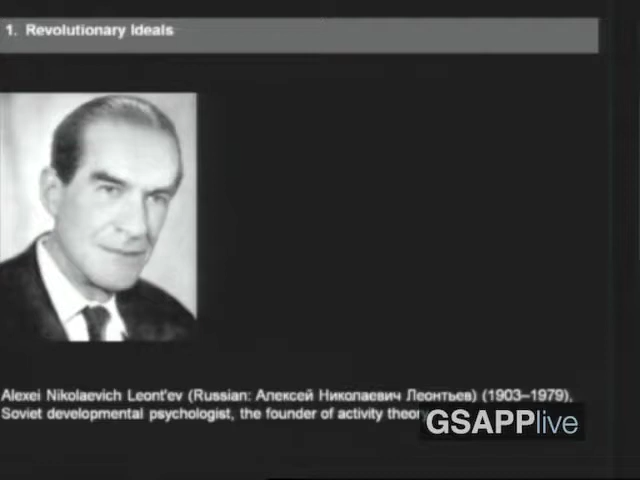 1. Revolutionary Ideals
Alexei Nikolaevich Leont'ev (Russian: Алексей Николаевич Леонтьев) (1903–1979),
Soviet developmental psychologist, the founder of activity theory
GSAPPlive